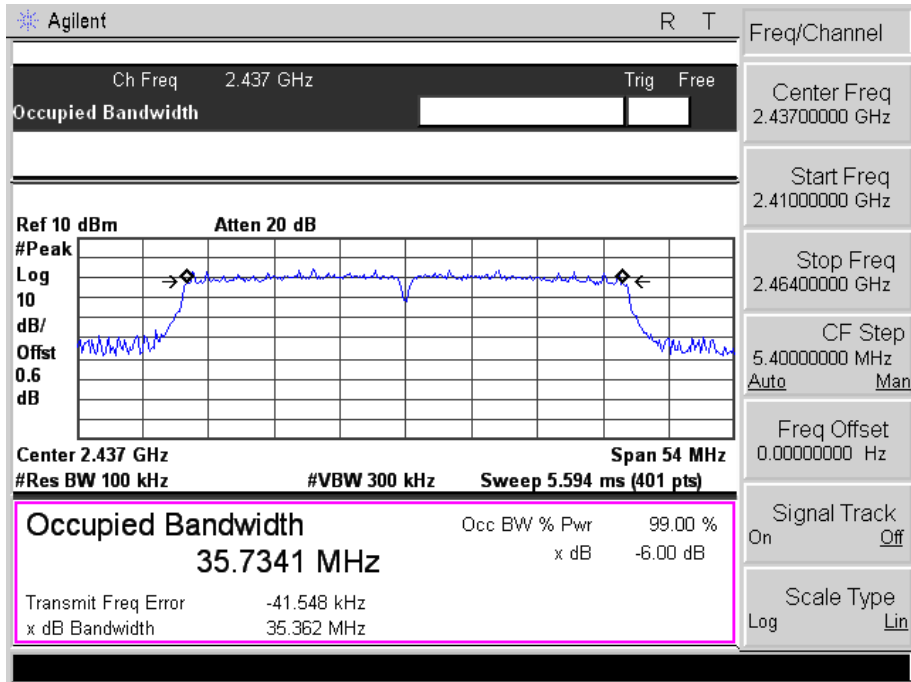 Agilent R T
Ch Freq 2.437 GHz Trig Free
Occupied Bandwidth
Ref 10 dBm Atten 20 dB
#Peak
Log
10
dB/
Offst
0.6
dB
Center 2.437 GHz Span 54 MHz
#Res BW 100 kHz #VBW 300 kHz Sweep 5.594 ms (401 pts)
Occupied Bandwidth
35.7341 MHz
Occ BW % Pwr 99.00 %
x dB -6.00 dB
Transmit Freq Error -41.548 kHz
x dB Bandwidth 35.362 MHz
Freq/Channel
Center Freq
2.43700000 GHz
Start Freq
2.41000000 GHz
Stop Freq
2.46400000 GHz
CF Step
5.40000000 MHz
Auto Man
Freq Offset
0.00000000 Hz
Signal Track
On Off
Scale Type
Log Lin